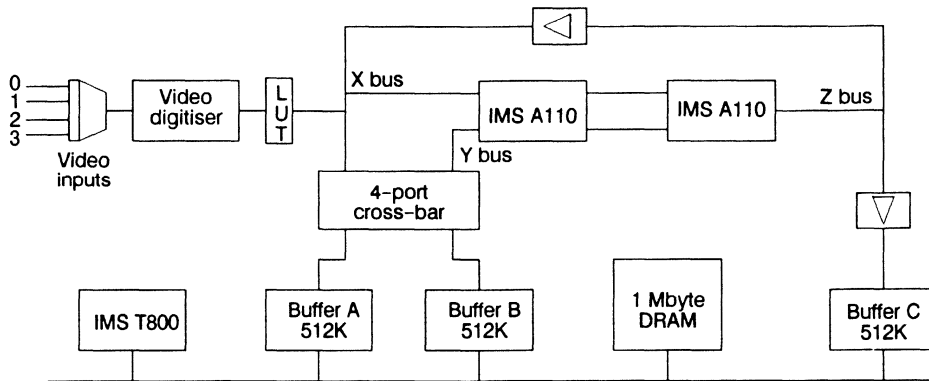 0
1
2
3
Video
inputs
Video
digitiser
L
U
T
X bus
Y bus
IMS A110
IMS A110
Z bus
4-port
cross-bar
IMS T800
Buffer A
512K
Buffer B
512K
1 Mbyte
DRAM
Buffer C
512K